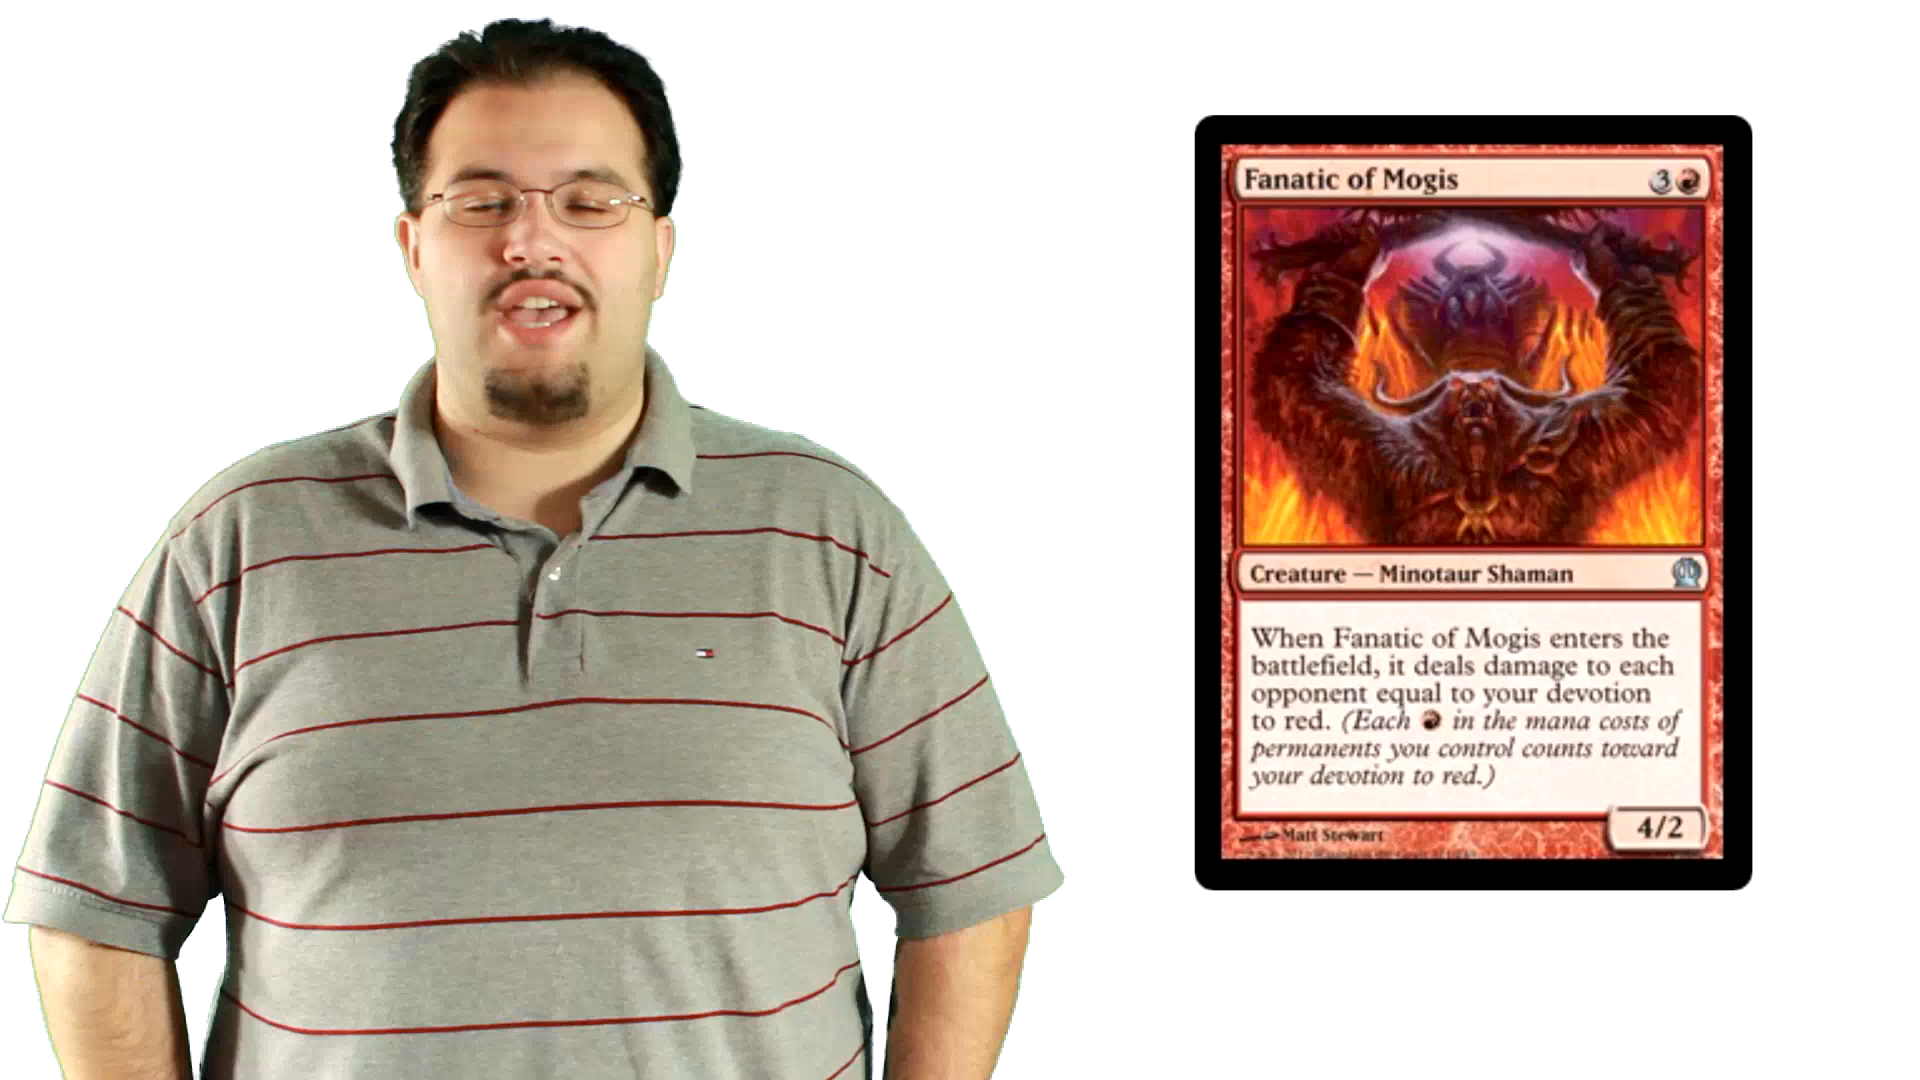 Fanatic of Mogis 3
Creature — Minotaur Shaman
When Fanatic of Mogis enters the
battlefield, it deals damage to each
opponent equal to your devotion
to red. (Each in the mana costs of
permanents you control counts toward
your devotion to red.)
4/2
Matt Stewart